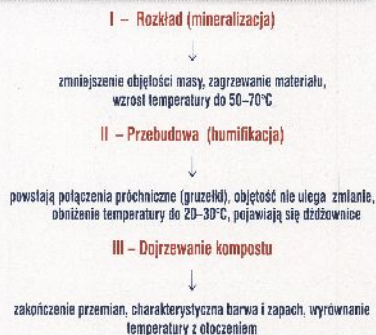 I – Rozkład (mineralizacja)
zmniejszenie objętości masy, zagrzewanie materiału,
wzrost temperatury do 50–70°C
II – Przebudowa (humifikacja)
powstają połączenia próchniczne (gruzełki), objętość nie ulega zmianie,
obniżenie temperatury do 20–30°C, pojawiają się dżdżownice
III – Dojrzewanie kompostu
zakończenie przemian, charakterystyczna barwa i zapach, wyrównanie
temperatury z otoczeniem